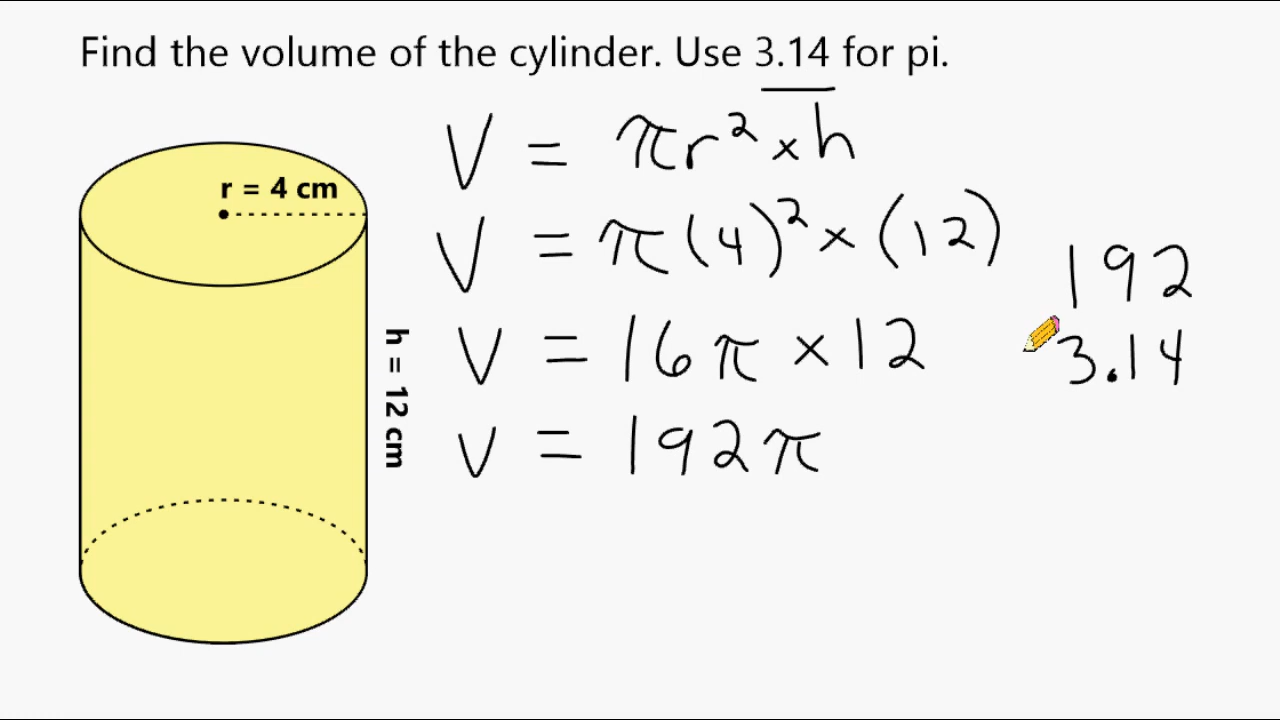 Find the volume of the cylinder. Use 3.14 for pi.
V = πr² × h
r = 4 cm
V = π(4)² × (12)
192
h = 12 cm
V = 16π × 12
3.14
V = 192π